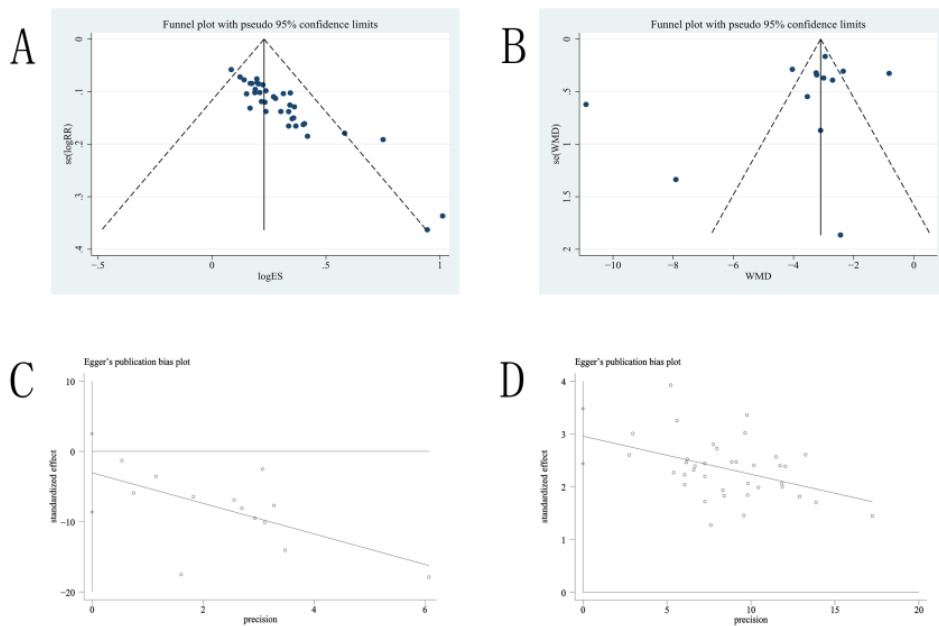 A
Funnel plot with pseudo 95% confidence limits
se(logRR)
0
.1
.2
.3
.4
−.5
0
.5
1
logES
B
Funnel plot with pseudo 95% confidence limits
se(WMD)
0
.5
1
1.5
2
−10
−8
−6
−4
−2
0
WMD
C
Egger's publication bias plot
standardized effect
10
0
−10
−20
0
2
4
6
precision
D
Egger's publication bias plot
standardized effect
4
3
2
1
0
0
5
10
15
20
precision